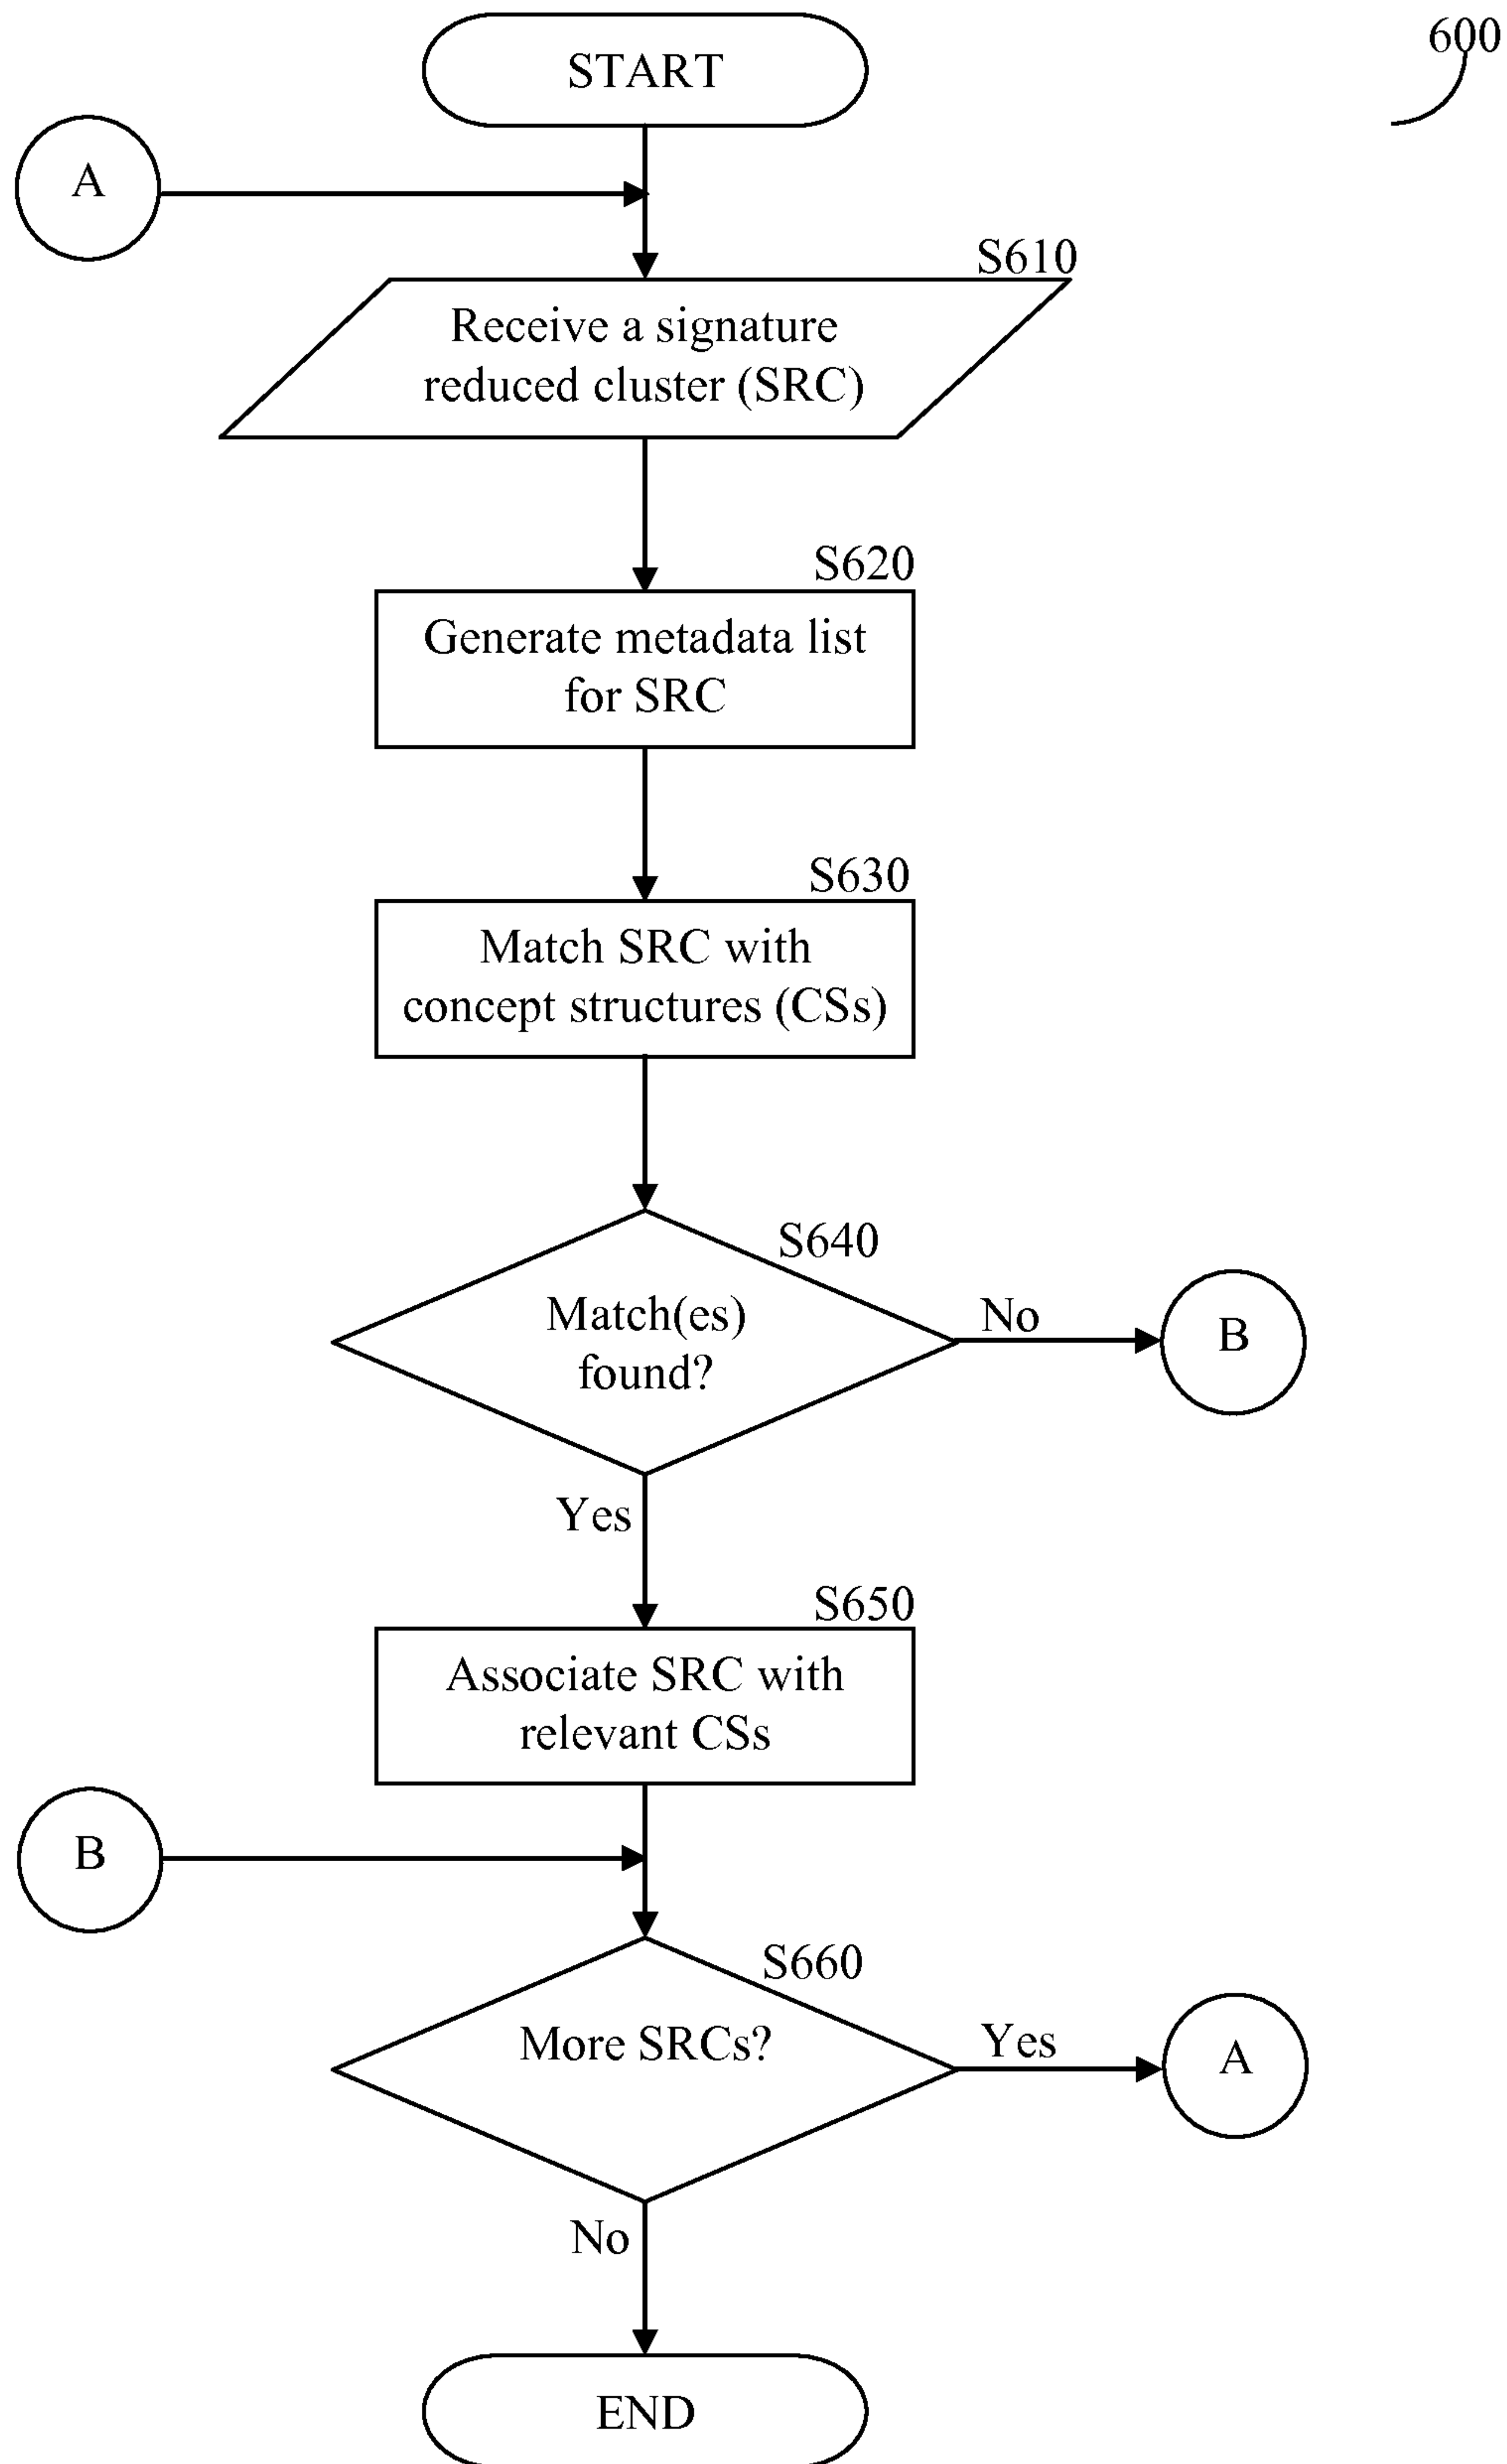 START
600
A
S610
Receive a signature
reduced cluster (SRC)
S620
Generate metadata list
for SRC
S630
Match SRC with
concept structures (CSs)
S640
Match(es)
found?
No
B
Yes
S650
Associate SRC with
relevant CSs
B
S660
More SRCs?
Yes
A
No
END